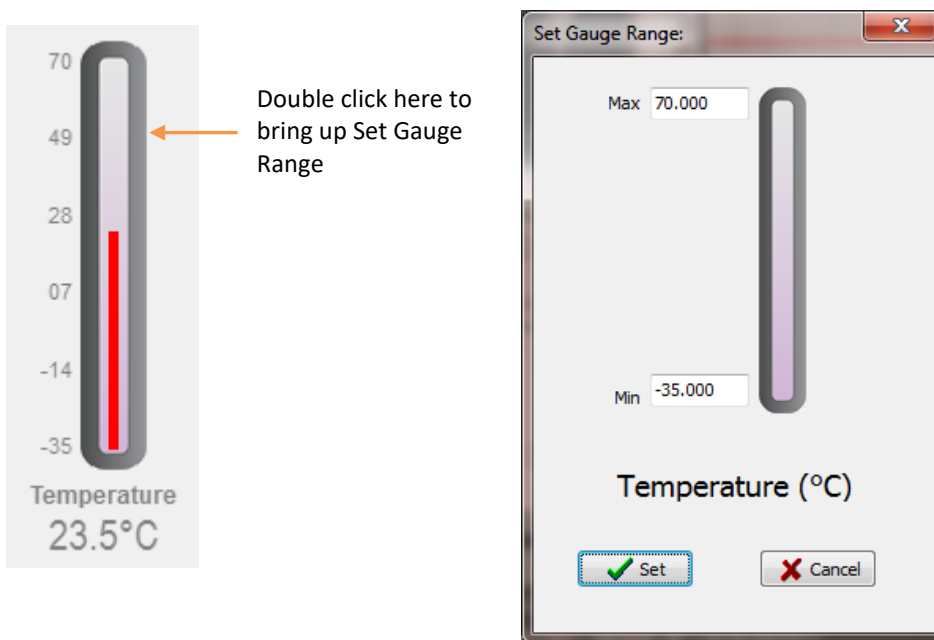 70
49
28
07
-14
-35
Temperature
23.5°C
Double click here to
bring up Set Gauge
Range
Set Gauge Range:
Max 70.000
Min -35.000
Temperature (°C)
Set Cancel